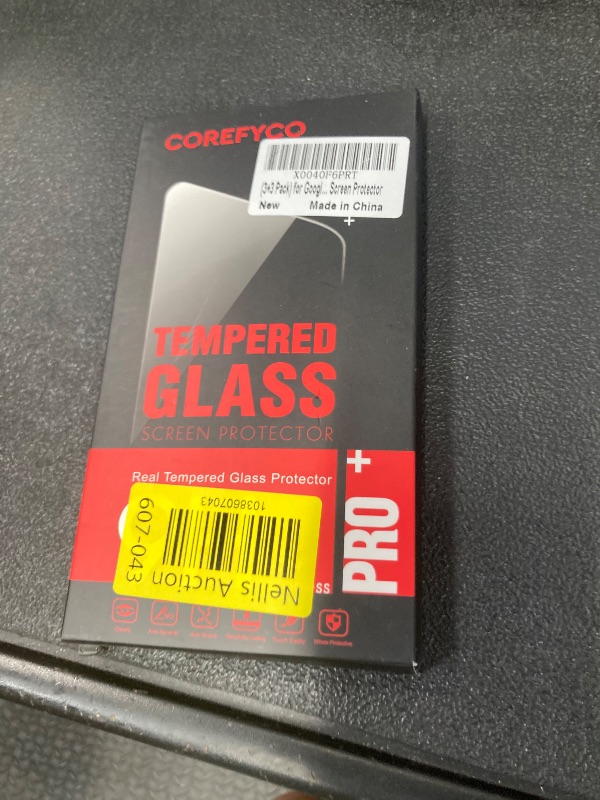 COREFYCO
X0040F6PRT
(3+3 Pack) for Googl... Screen Protector
New Made in China
TEMPERED
GLASS
SCREEN PROTECTOR
Real Tempered Glass Protector
PRO+
1038607043
607-043
Nellis Auction
ss